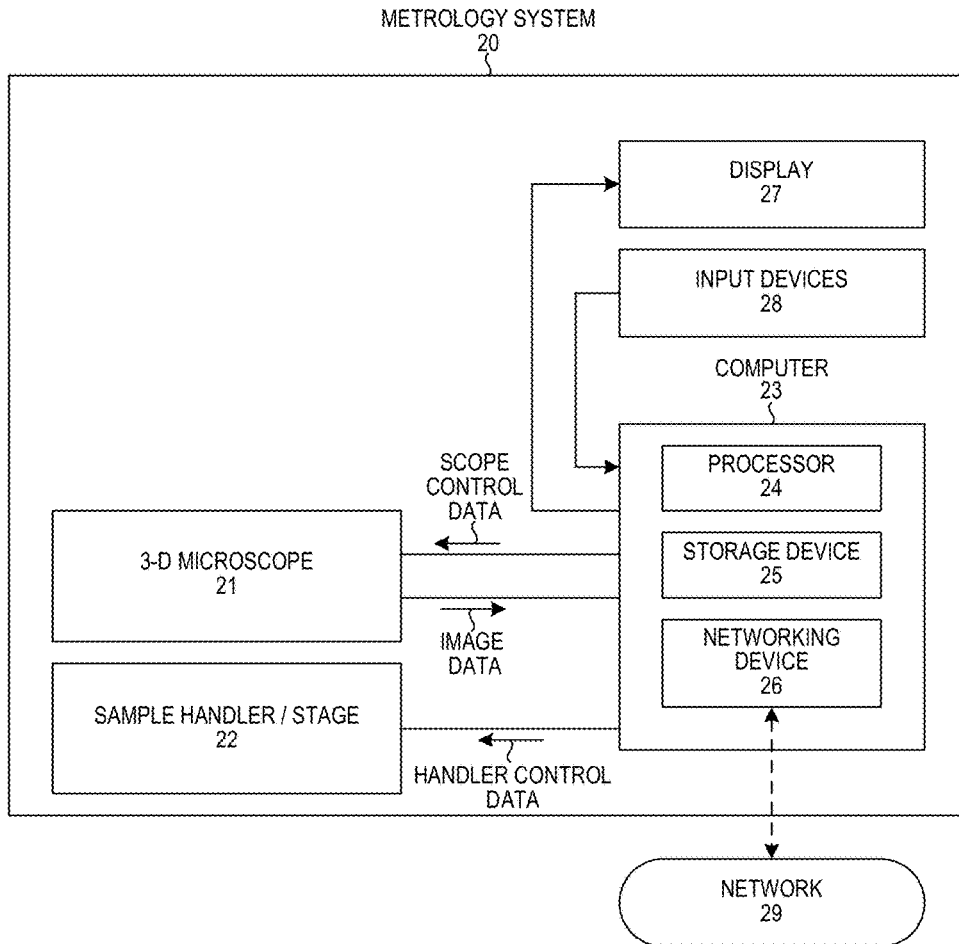 METROLOGY SYSTEM
20
DISPLAY
27
INPUT DEVICES
28
COMPUTER
23
PROCESSOR
24
SCOPE
CONTROL
DATA
3-D MICROSCOPE
21
STORAGE DEVICE
25
IMAGE
DATA
NETWORKING
DEVICE
26
SAMPLE HANDLER / STAGE
22
HANDLER CONTROL
DATA
NETWORK
29